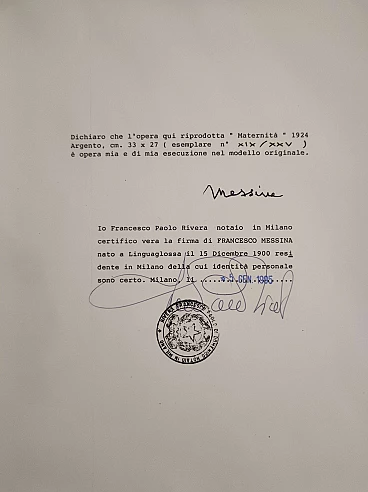 Dichiaro che l'opera qui riprodotta " Maternità " 1924
Argento, cm. 33 x 27 ( esemplare n° XIX/XXV )
è opera mia e di mia esecuzione nel modello originale.
Messina
Io Francesco Paolo Rivera notaio in Milano
certifico vera la firma di FRANCESCO MESSINA
nato a Linguaglossa il 15 Dicembre 1900 resi
dente in Milano della cui identità personale
sono certo. Milano, li ..... GEN. 1985